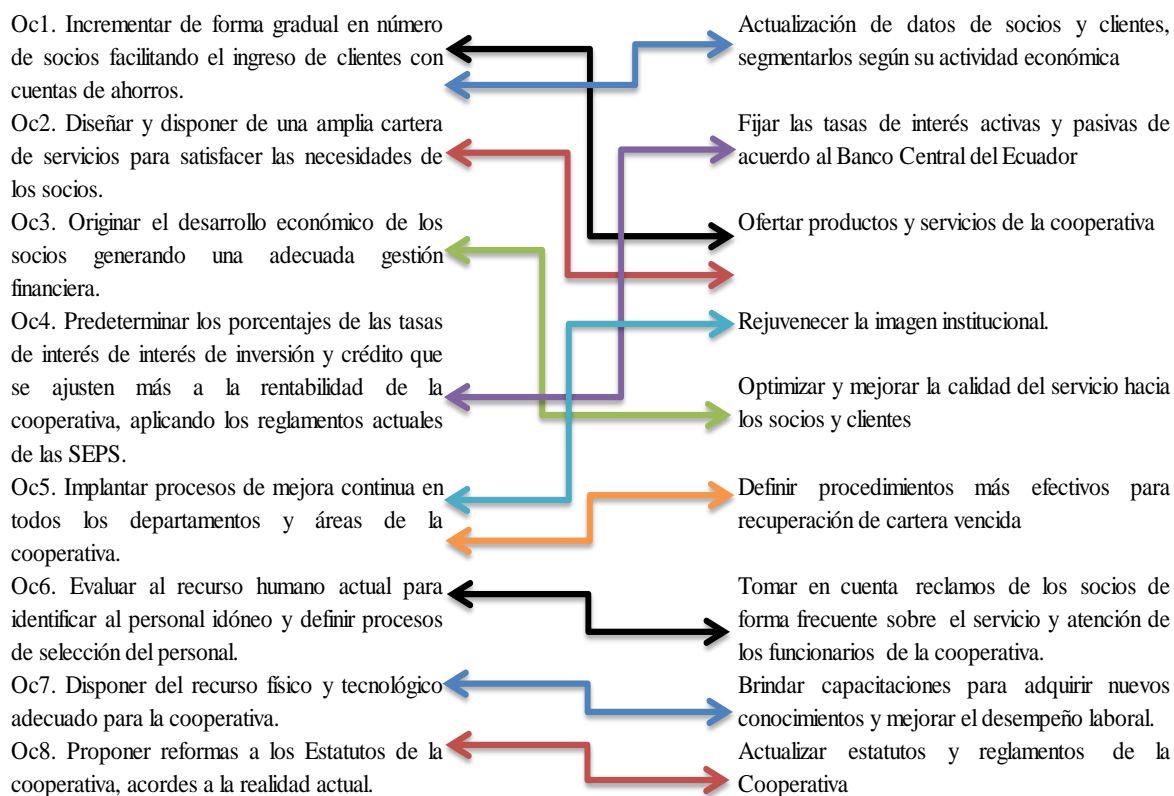 Oc1. Incrementar de forma gradual en número
de socios facilitando el ingreso de clientes con
cuentas de ahorros.
Oc2. Diseñar y disponer de una amplia cartera
de servicios para satisfacer las necesidades de
los socios.
Oc3. Originar el desarrollo económico de los
socios generando una adecuada gestión
financiera.
Oc4. Predeterminar los porcentajes de las tasas
de interés de interés de inversión y crédito que
se ajusten más a la rentabilidad de la
cooperativa, aplicando los reglamentos actuales
de las SEPS.
Oc5. Implantar procesos de mejora continua en
todos los departamentos y áreas de la
cooperativa.
Oc6. Evaluar al recurso humano actual para
identificar al personal idóneo y definir procesos
de selección del personal.
Oc7. Disponer del recurso físico y tecnológico
adecuado para la cooperativa.
Oc8. Proponer reformas a los Estatutos de la
cooperativa, acordes a la realidad actual.
Actualización de datos de socios y clientes,
segmentarlos según su actividad económica
Fijar las tasas de interés activas y pasivas de
acuerdo al Banco Central del Ecuador
Ofertar productos y servicios de la cooperativa
Rejuvenecer la imagen institucional.
Optimizar y mejorar la calidad del servicio hacia
los socios y clientes
Definir procedimientos más efectivos para
recuperación de cartera vencida
Tomar en cuenta reclamos de los socios de
forma frecuente sobre el servicio y atención de
los funcionarios de la cooperativa.
Brindar capacitaciones para adquirir nuevos
conocimientos y mejorar el desempeño laboral.
Actualizar estatutos y reglamentos de la
Cooperativa